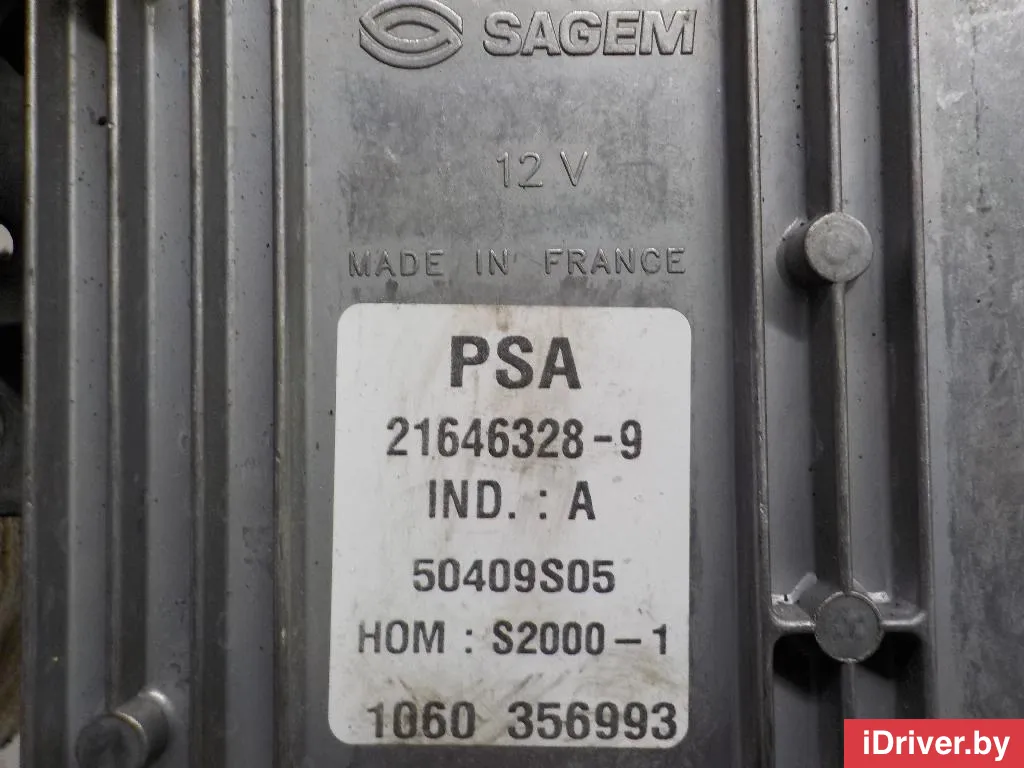 SAGEM
12 V
MADE IN FRANCE
PSA
21646328-9
IND. : A
50409S05
HOM : S2000-1
1060 356993
iDriver.by